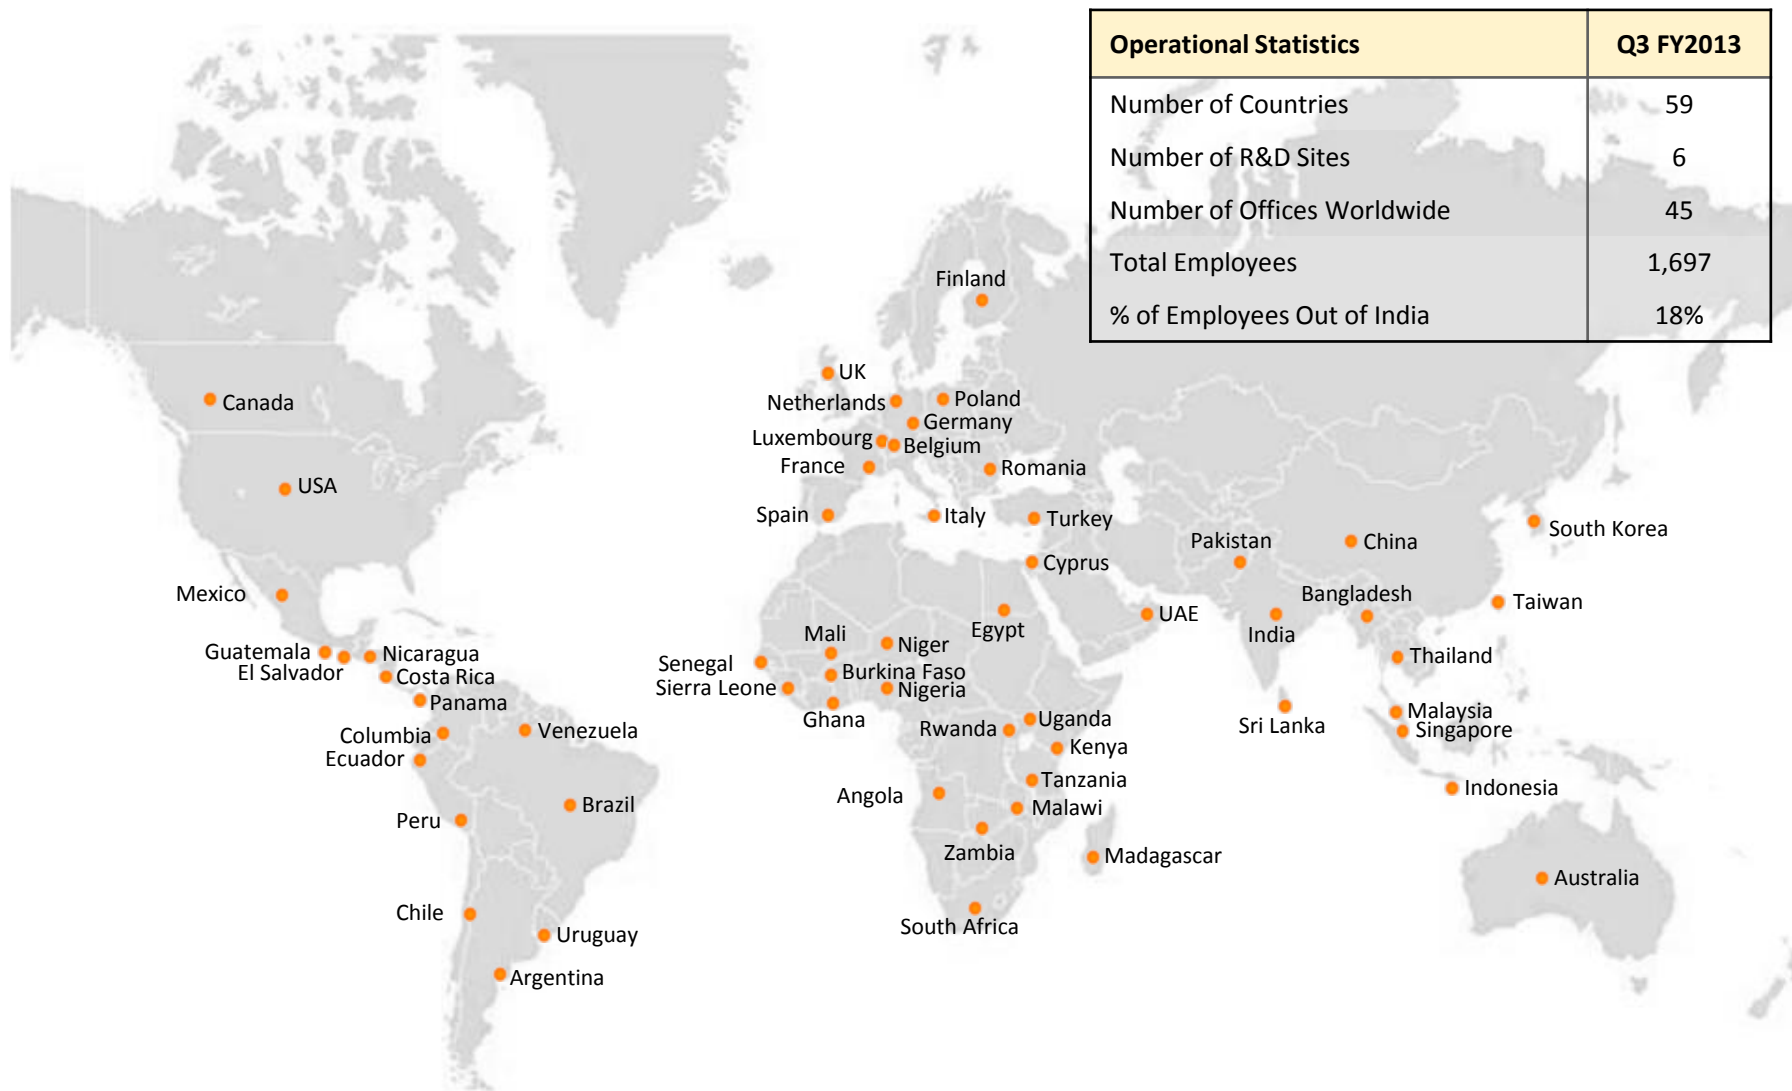 Operational Statistics Q3 FY2013
Number of Countries 59
Number of R&D Sites 6
Number of Offices Worldwide 45
Total Employees 1,697
% of Employees Out of India 18%
Finland
UK
Canada
Netherlands
Poland
Germany
Luxembourg
Belgium
France
Romania
USA
Spain
Italy
Turkey
South Korea
Pakistan
China
Cyprus
Mexico
Bangladesh
Taiwan
UAE
Egypt
India
Mali
Niger
Guatemala
Nicaragua
El Salvador
Costa Rica
Senegal
Burkina Faso
Thailand
Sierra Leone
Nigeria
Panama
Ghana
Uganda
Rwanda
Sri Lanka
Malaysia
Singapore
Columbia
Venezuela
Kenya
Ecuador
Tanzania
Indonesia
Angola
Brazil
Malawi
Peru
Zambia
Madagascar
Australia
Chile
South Africa
Uruguay
Argentina